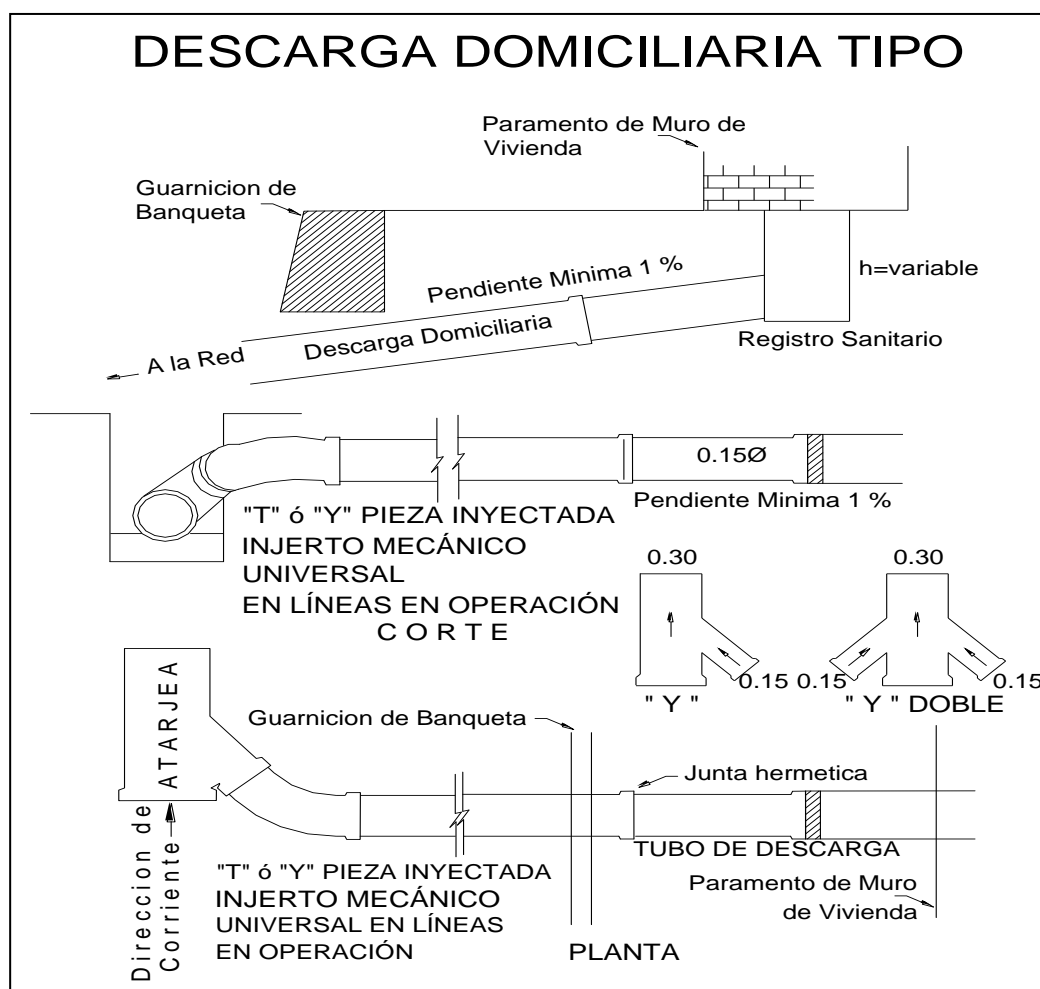 DESCARGA DOMICILIARIA TIPO
Paramento de Muro de
Vivienda
Guarnicion de
Banqueta
Pendiente Minima 1 %
h=variable
Descarga Domiciliaria
Registro Sanitario
A la Red
0.15Ø
Pendiente Minima 1 %
"T" ó "Y" PIEZA INYECTADA
INJERTO MECÁNICO
UNIVERSAL
EN LÍNEAS EN OPERACIÓN
CORTE
0.30
0.15
" Y "
0.30
0.15
0.15
" Y " DOBLE
ATARJEA
Direccion de
Corriente
Guarnicion de Banqueta
Junta hermetica
TUBO DE DESCARGA
"T" ó "Y" PIEZA INYECTADA
INJERTO MECÁNICO
UNIVERSAL EN LÍNEAS
EN OPERACIÓN
Paramento de Muro
de Vivienda
PLANTA